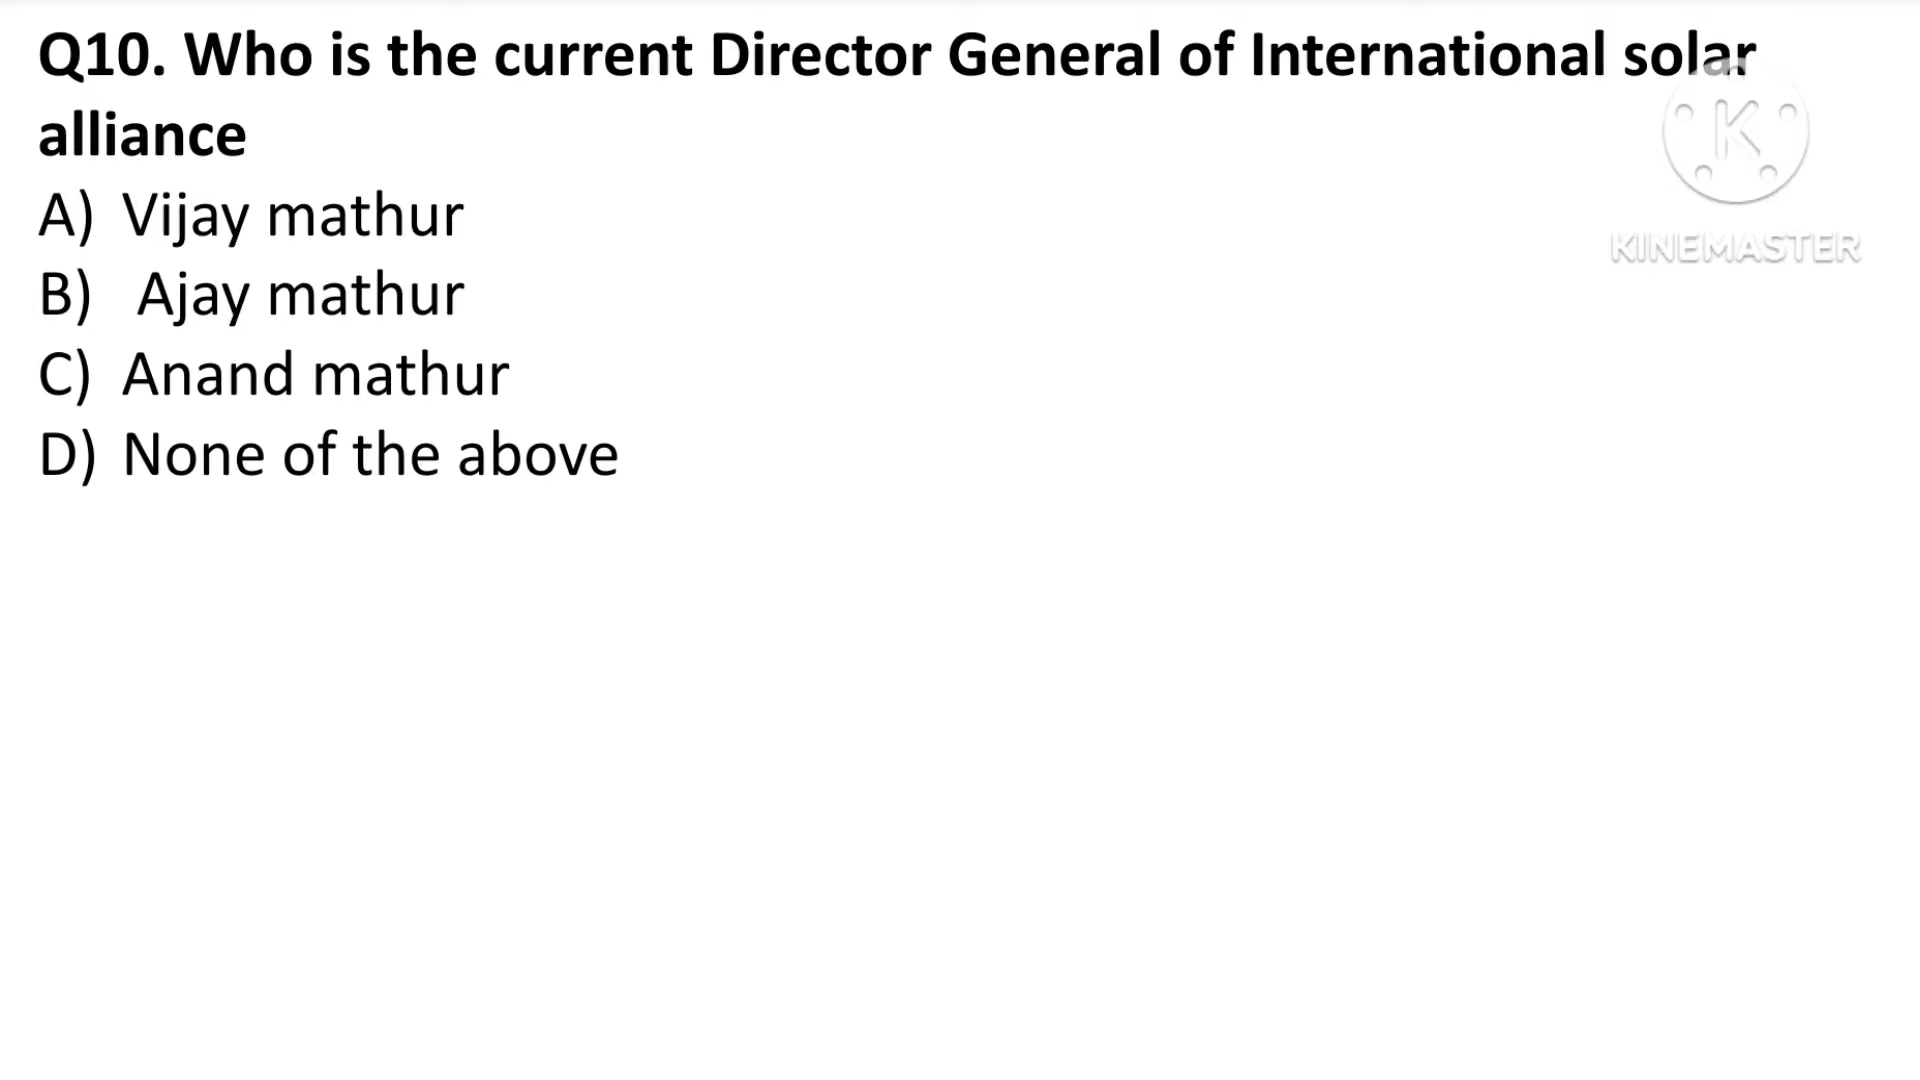 Q10. Who is the current Director General of International solar
alliance
A) Vijay mathur
B) Ajay mathur
C) Anand mathur
D) None of the above
K
KINEMASTER